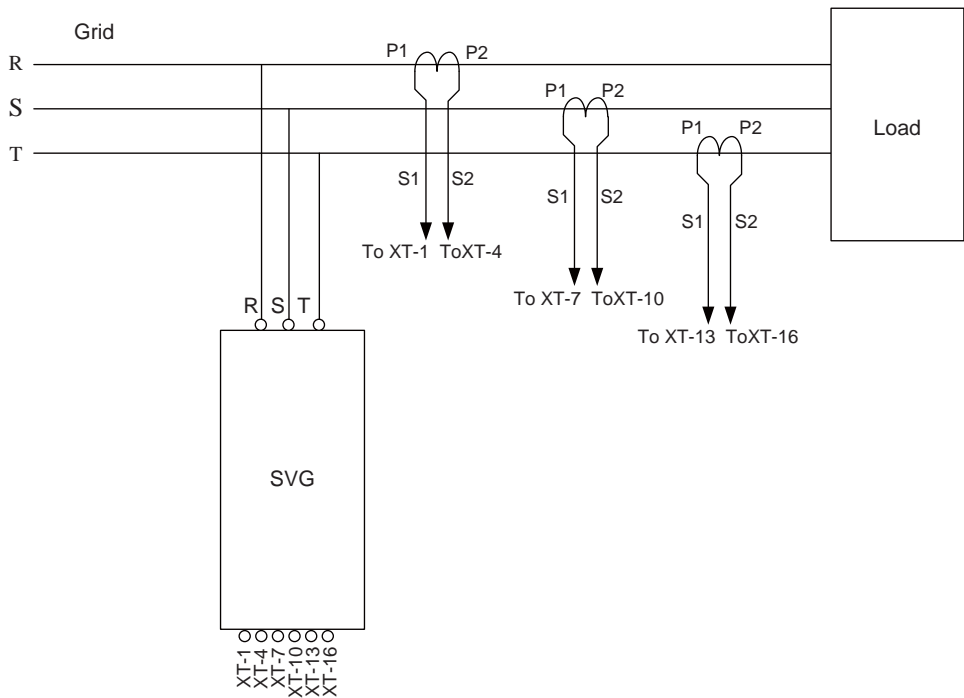 Grid
R
S
T
P1 P2
P1 P2
P1 P2
Load
S1 S2
S1 S2
S1 S2
To XT-1 ToXT-4
To XT-7 ToXT-10
To XT-13 ToXT-16
R S T
SVG
XT-1
XT-4
XT-7
XT-10
XT-13
XT-16